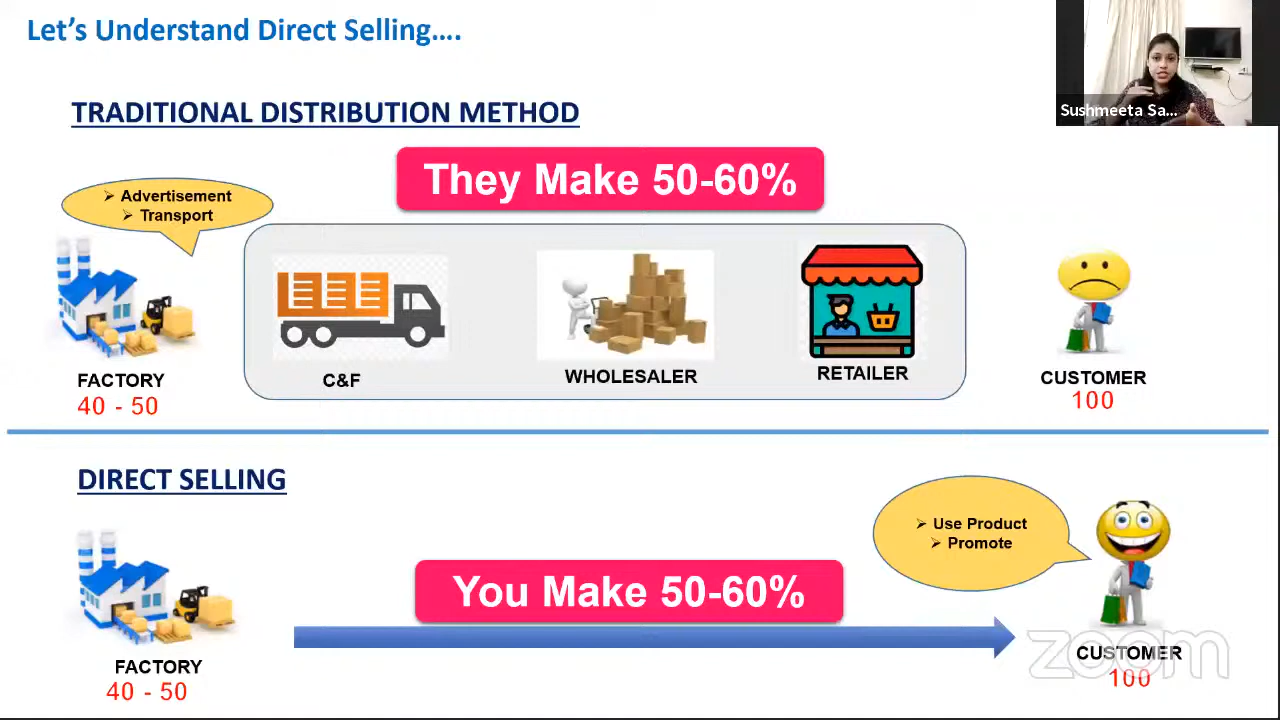 Let's Understand Direct Selling….
Sushmeeta Sa...
TRADITIONAL DISTRIBUTION METHOD
They Make 50-60%
➢ Advertisement
➢ Transport
FACTORY
40 - 50
C&F
WHOLESALER
RETAILER
CUSTOMER
100
DIRECT SELLING
➢ Use Product
➢ Promote
You Make 50-60%
FACTORY
40 - 50
CUSTOMER
100
zoom